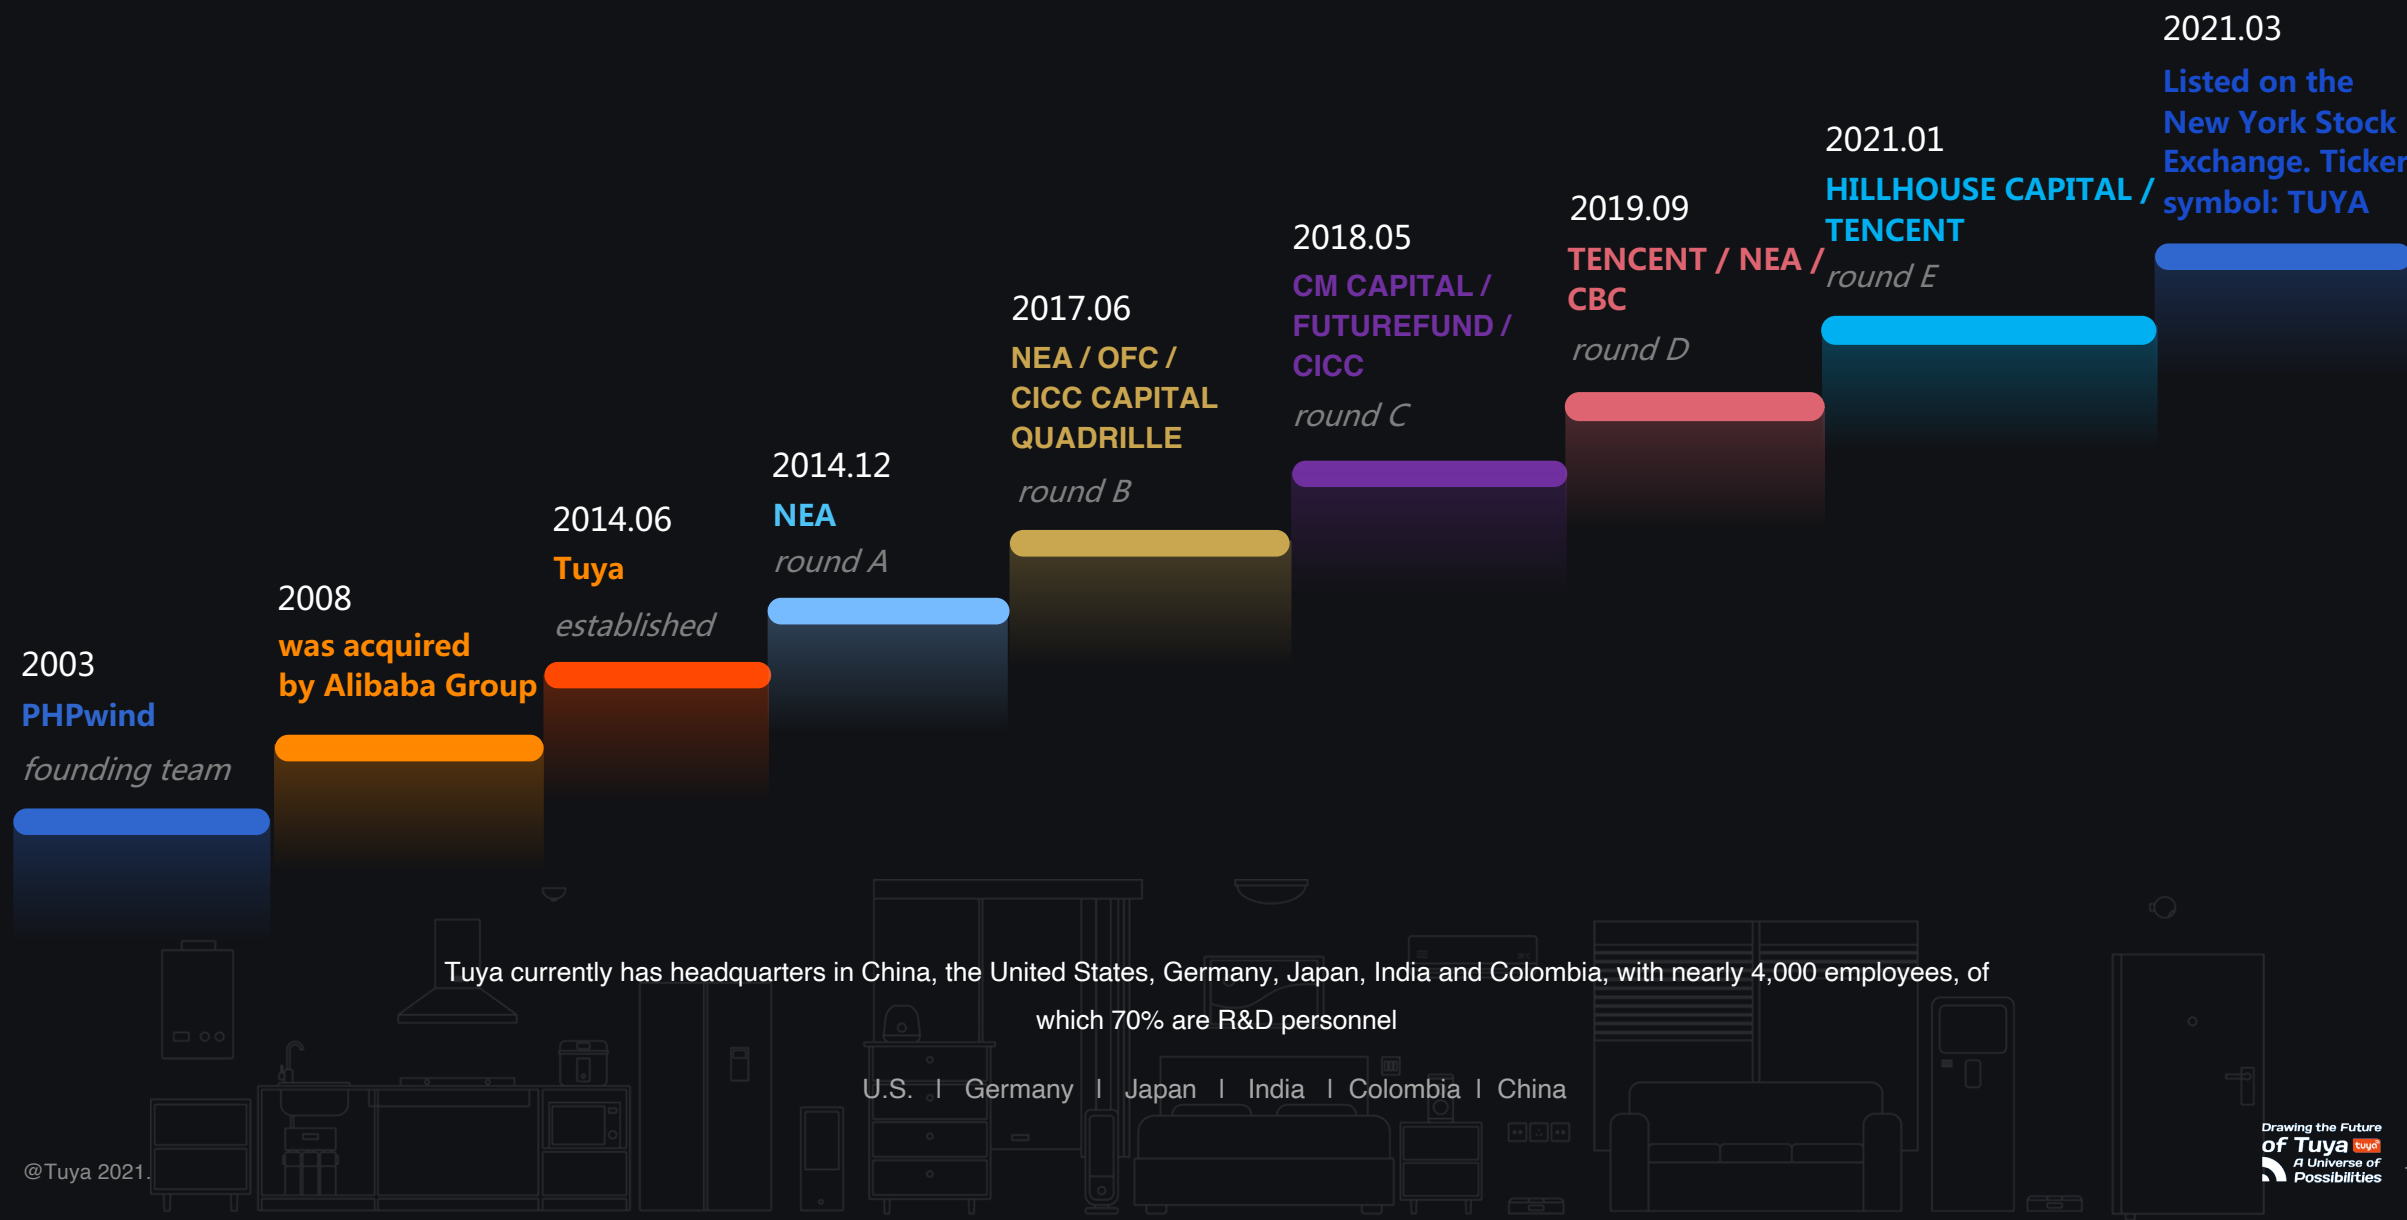 2003
PHPwind
founding team
2008
was acquired
by Alibaba Group
2014.06
Tuya
established
2014.12
NEA
round A
2017.06
NEA / OFC /
CICC CAPITAL
QUADRILLE
round B
2018.05
CM CAPITAL /
FUTUREFUND /
CICC
round C
2019.09
TENCENT / NEA /
CBC
round D
2021.01
HILLHOUSE CAPITAL /
TENCENT
round E
2021.03
Listed on the
New York Stock
Exchange. Ticker
symbol: TUYA
Tuya currently has headquarters in China, the United States, Germany, Japan, India and Colombia, with nearly 4,000 employees, of
which 70% are R&D personnel
U.S. I Germany I Japan I India I Colombia I China
@Tuya 2021.
Drawing the Future
of Tuya tuya
A Universe of
Possibilities